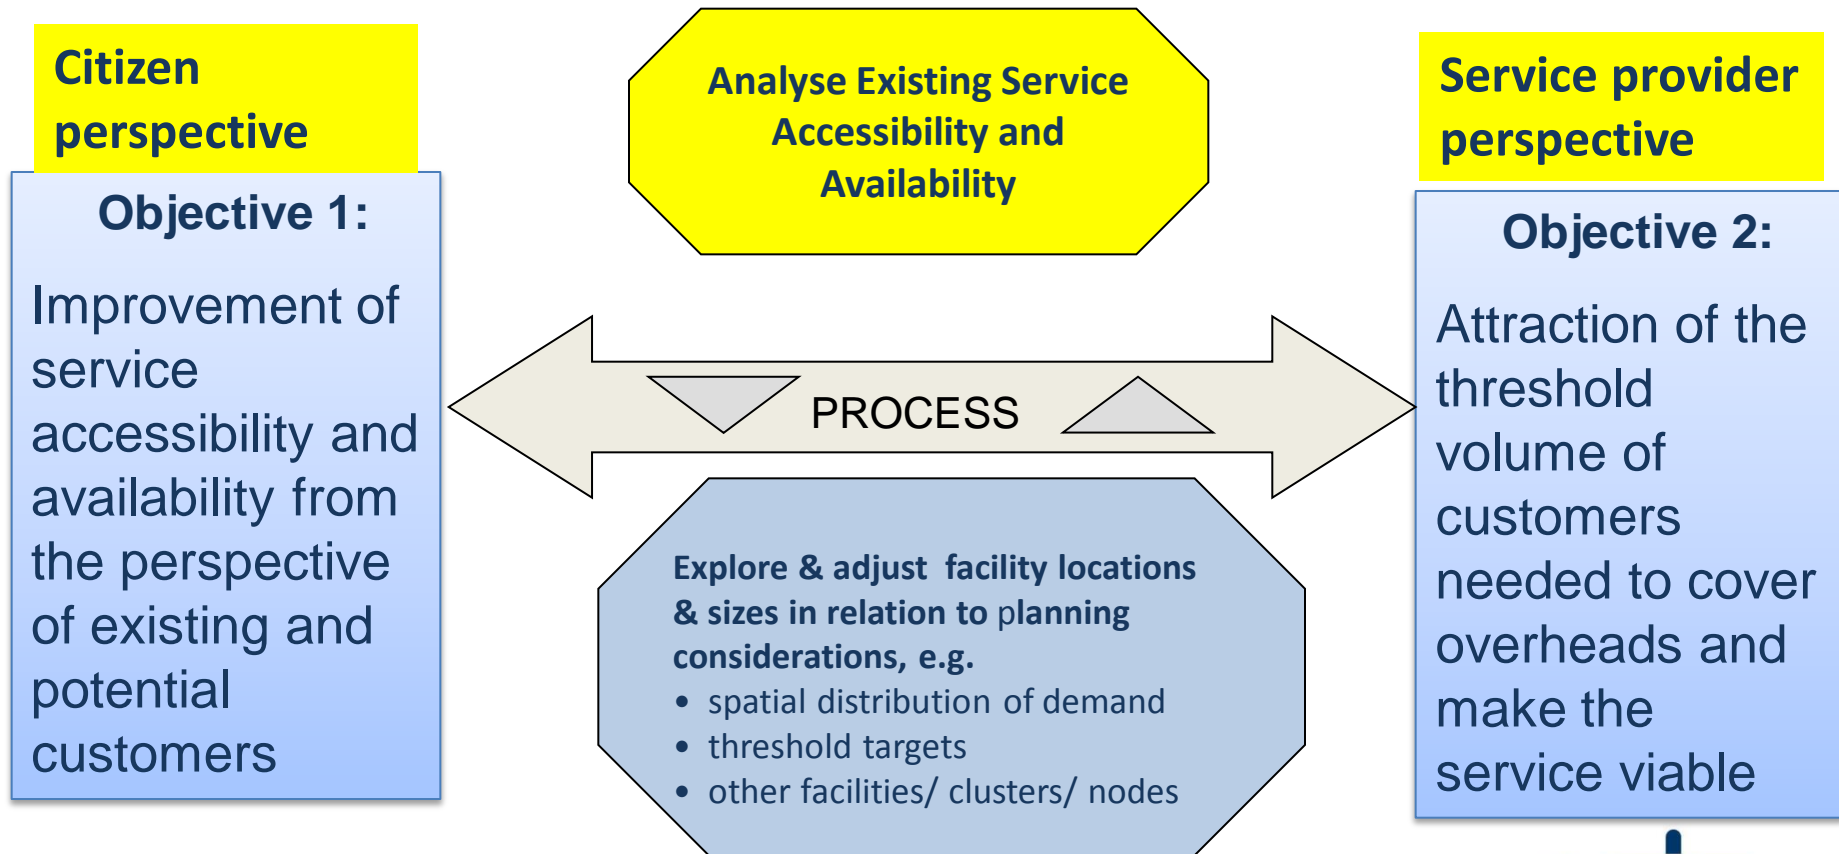 Citizen
perspective
Objective 1:
Improvement of
service
accessibility and
availability from
the perspective
of existing and
potential
customers
Analyse Existing Service
Accessibility and
Availability
PROCESS
Explore & adjust facility locations
& sizes in relation to planning
considerations, e.g.
• spatial distribution of demand
• threshold targets
• other facilities/ clusters/ nodes
Service provider
perspective
Objective 2:
Attraction of the
threshold
volume of
customers
needed to cover
overheads and
make the
service viable